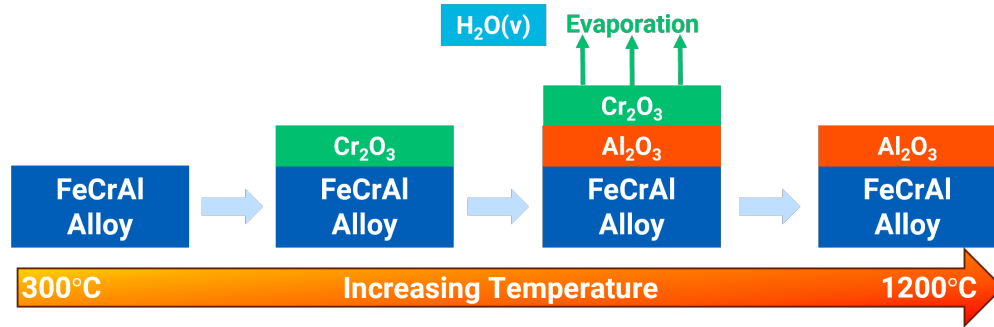 H₂O(v) Evaporation
Cr₂O₃
Cr₂O₃ Al₂O₃ Al₂O₃
FeCrAl FeCrAl FeCrAl FeCrAl
Alloy Alloy Alloy Alloy
300°C Increasing Temperature 1200°C